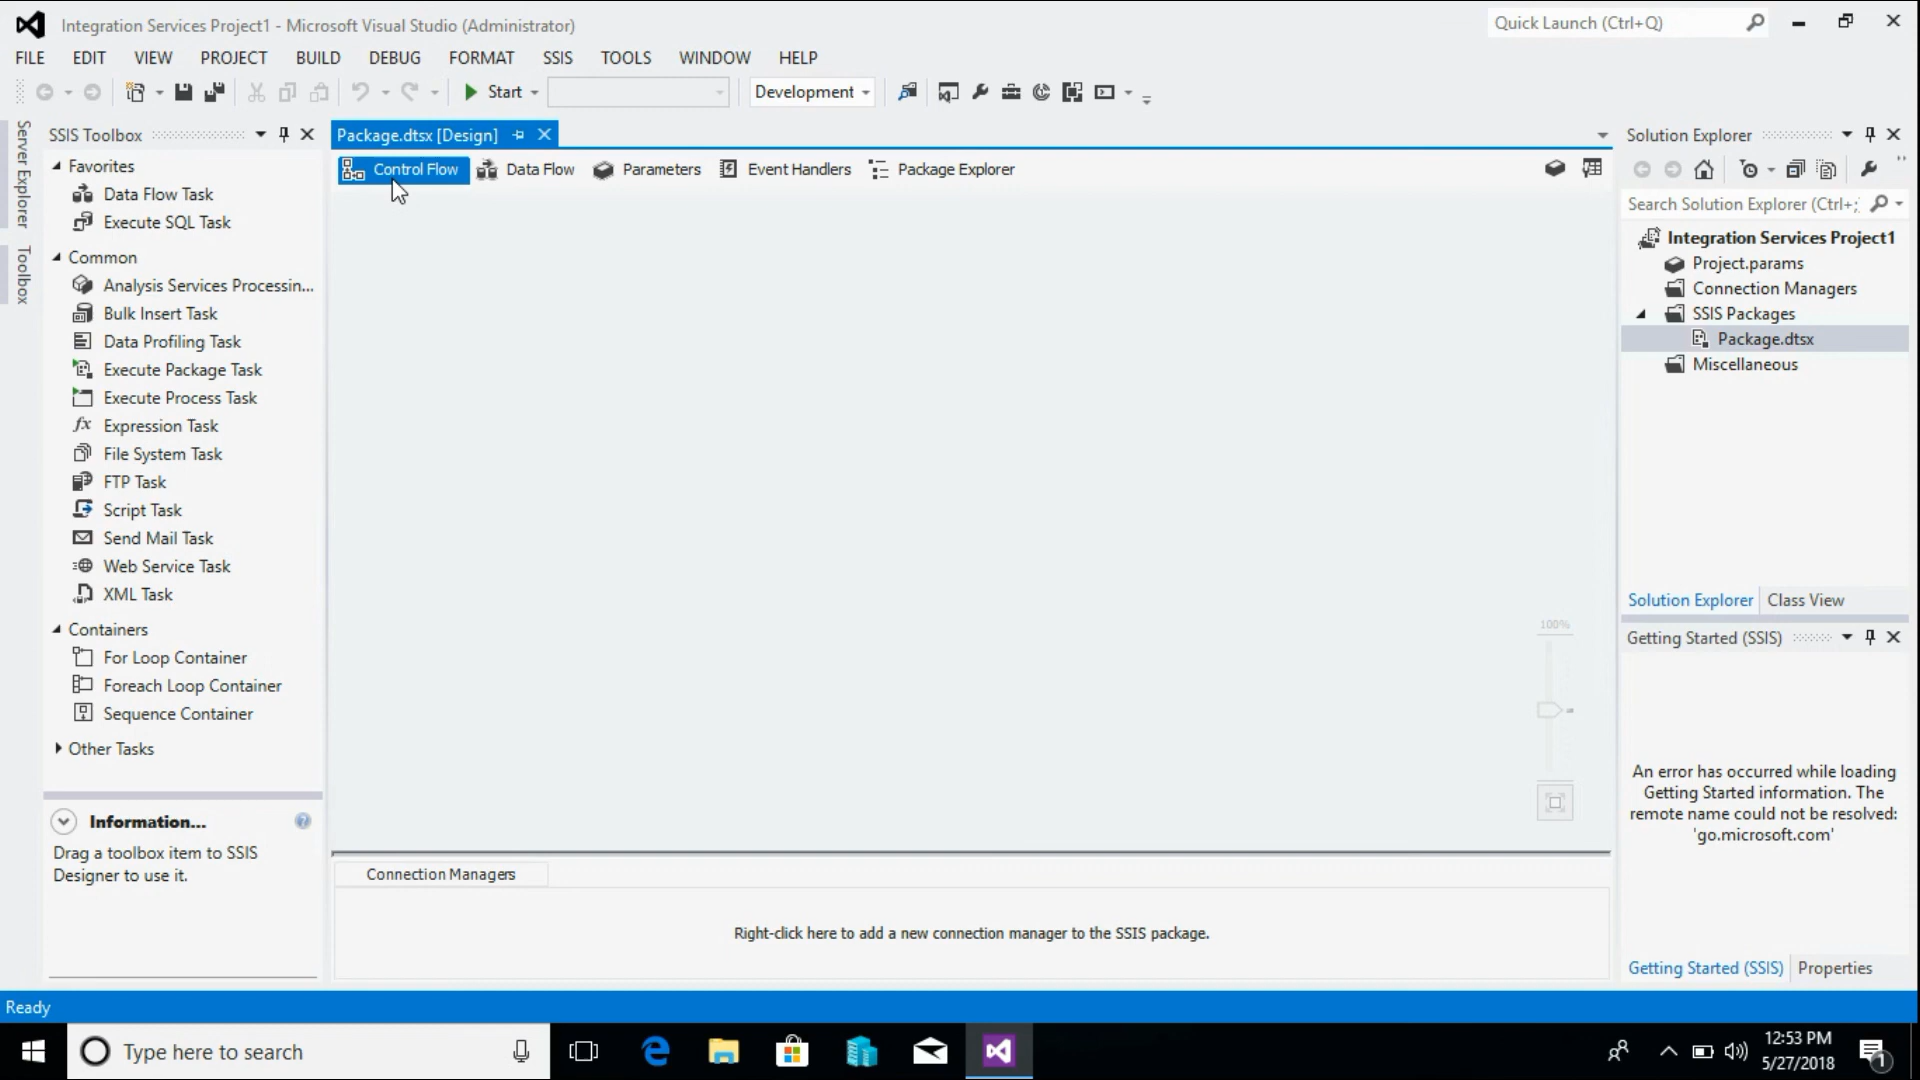 Integration Services Project1 - Microsoft Visual Studio (Administrator)
Quick Launch (Ctrl+Q)
FILE EDIT VIEW PROJECT BUILD DEBUG FORMAT SSIS TOOLS WINDOW HELP
Start
Development
Server Explorer
Toolbox
SSIS Toolbox
Favorites
Data Flow Task
Execute SQL Task
Common
Analysis Services Processin...
Bulk Insert Task
Data Profiling Task
Execute Package Task
Execute Process Task
Expression Task
File System Task
FTP Task
Script Task
Send Mail Task
Web Service Task
XML Task
Containers
For Loop Container
Foreach Loop Container
Sequence Container
Other Tasks
Information...
Drag a toolbox item to SSIS
Designer to use it.
Package.dtsx [Design]
Control Flow Data Flow Parameters Event Handlers Package Explorer
100%
Connection Managers
Right-click here to add a new connection manager to the SSIS package.
Solution Explorer
Search Solution Explorer (Ctrl+;
Integration Services Project1
Project.params
Connection Managers
SSIS Packages
Package.dtsx
Miscellaneous
Solution Explorer Class View
Getting Started (SSIS)
An error has occurred while loading
Getting Started information. The
remote name could not be resolved:
'go.microsoft.com'
Getting Started (SSIS) Properties
Ready
Type here to search
12:53 PM
5/27/2018
1